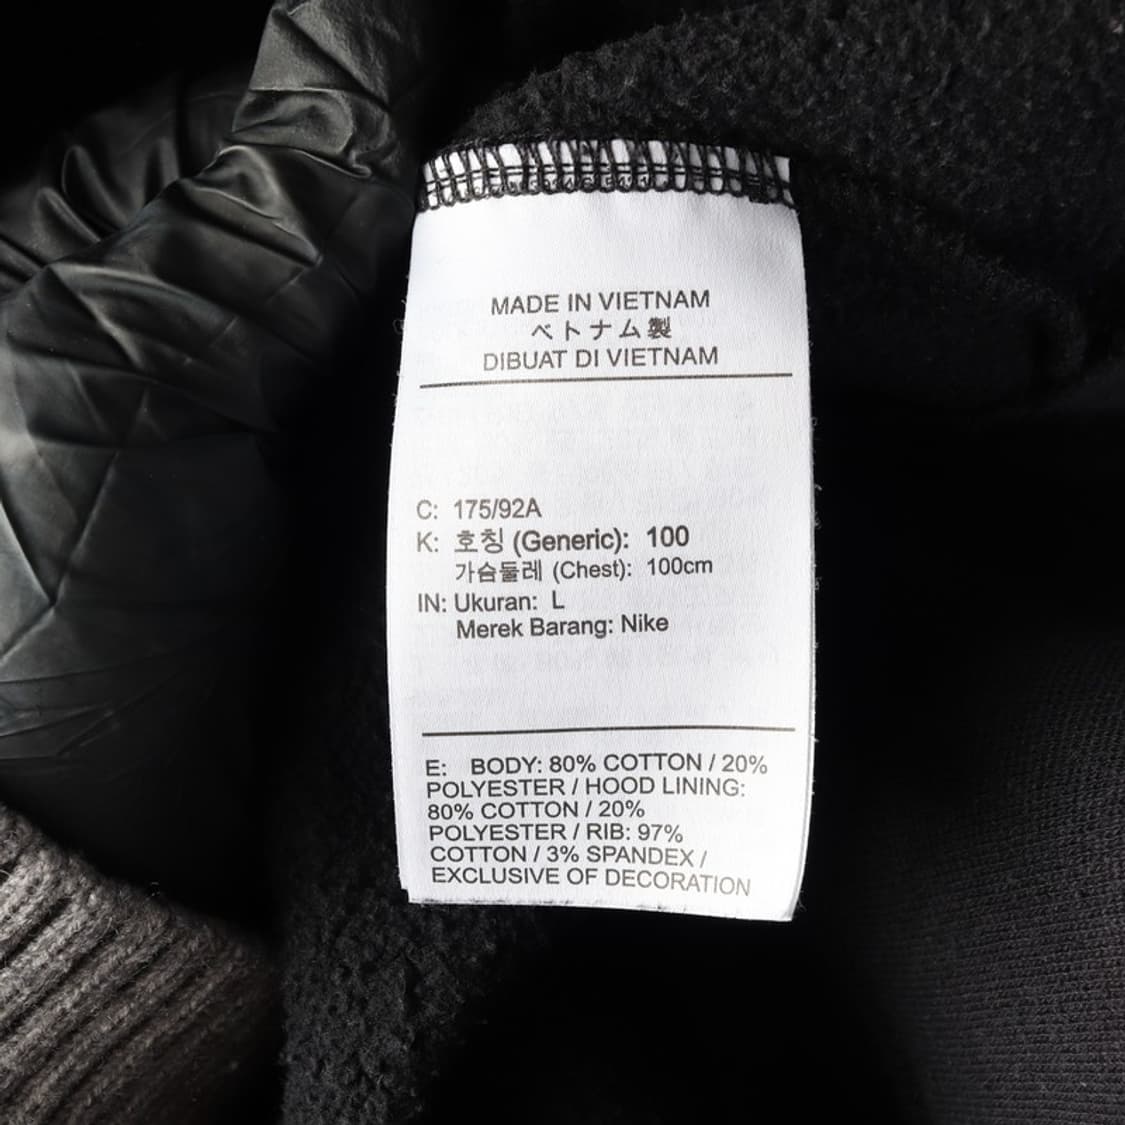 MADE IN VIETNAM
ベトナム製
DIBUAT DI VIETNAM
C: 175/92A
K: 호칭 (Generic): 100
가슴둘레 (Chest): 100cm
IN: Ukuran: L
Merek Barang: Nike
E: BODY: 80% COTTON / 20%
POLYESTER / HOOD LINING:
80% COTTON / 20%
POLYESTER / RIB: 97%
COTTON / 3% SPANDEX /
EXCLUSIVE OF DECORATION